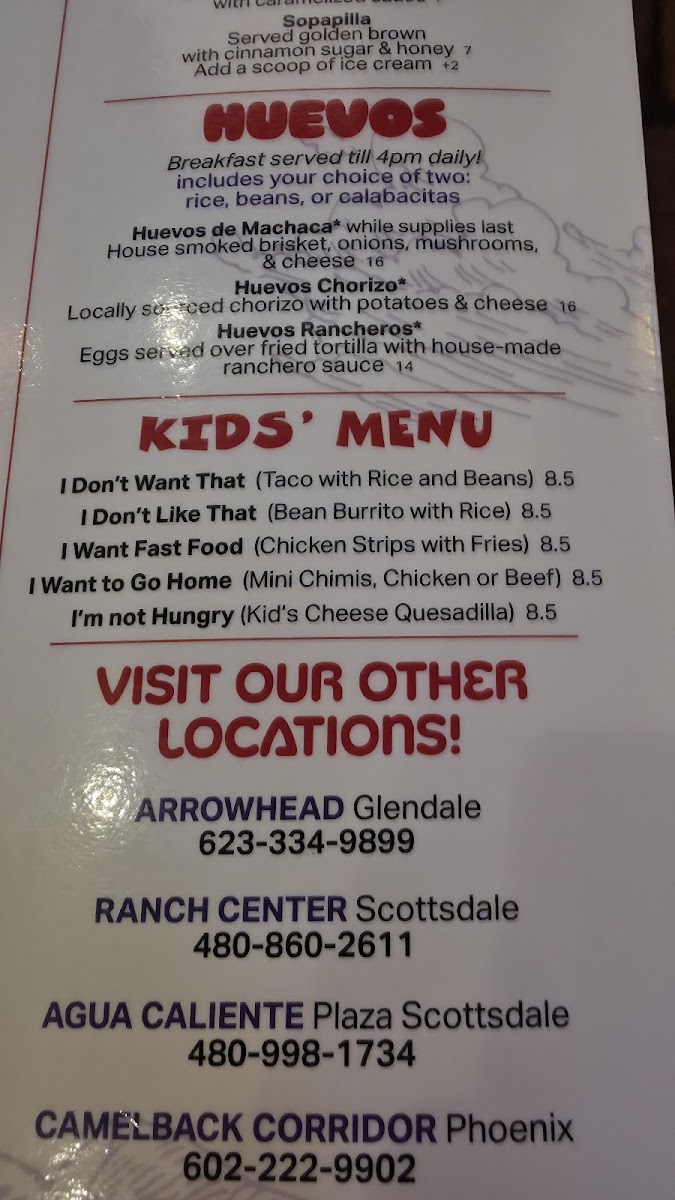 with caramelized sauce
Sopapilla
Served golden brown
with cinnamon sugar & honey 7
Add a scoop of ice cream +2
HUEVOS
Breakfast served till 4pm daily!
includes your choice of two:
rice, beans, or calabacitas
Huevos de Machaca* while supplies last
House smoked brisket, onions, mushrooms,
& cheese 16
Huevos Chorizo*
Locally sourced chorizo with potatoes & cheese 16
Huevos Rancheros*
Eggs served over fried tortilla with house-made
ranchero sauce 14
KIDS' MENU
I Don't Want That (Taco with Rice and Beans) 8.5
I Don't Like That (Bean Burrito with Rice) 8.5
I Want Fast Food (Chicken Strips with Fries) 8.5
I Want to Go Home (Mini Chimis, Chicken or Beef) 8.5
I'm not Hungry (Kid's Cheese Quesadilla) 8.5
VISIT OUR OTHER
LOCATIONS!
ARROWHEAD Glendale
623-334-9899
RANCH CENTER Scottsdale
480-860-2611
AGUA CALIENTE Plaza Scottsdale
480-998-1734
CAMELBACK CORRIDOR Phoenix
602-222-9902